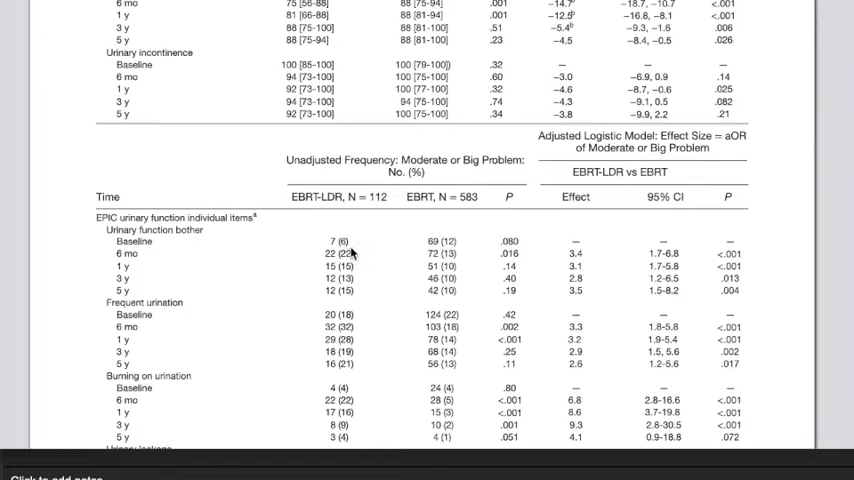 6 mo 75 [56-88] 88 [75-100] .001 −14.7b −18.7, −10.7 <.001
1 y 81 [66-88] 88 [81-94] .001 −12.5b −16.8, −8.1 <.001
3 y 88 [75-100] 88 [81-100] .51 −5.4b −9.3, −1.6 .006
5 y 88 [75-94] 88 [81-100] .23 −4.5 −8.4, −0.5 .026
Urinary incontinence
Baseline 100 [85-100] 100 [79-100]) .32 — — —
6 mo 94 [73-100] 100 [75-100] .60 −3.0 −6.9, 0.9 .14
1 y 92 [73-100] 100 [77-100] .32 −4.6 −8.7, −0.6 .025
3 y 94 [73-100] 94 [75-100] .74 −4.3 −9.1, 0.5 .082
5 y 92 [73-100] 100 [75-100] .34 −3.8 −9.9, 2.2 .21
Adjusted Logistic Model: Effect Size = aOR
of Moderate or Big Problem
Unadjusted Frequency: Moderate or Big Problem:
No. (%)
EBRT-LDR vs EBRT
Time EBRT-LDR, N = 112 EBRT, N = 583 P Effect 95% CI P
EPIC urinary function individual itemsa
Urinary function bother
Baseline 7 (6) 69 (12) .080 — — —
6 mo 22 (22) 72 (13) .016 3.4 1.7-6.8 <.001
1 y 15 (15) 51 (10) .14 3.1 1.7-5.8 <.001
3 y 12 (13) 46 (10) .40 2.8 1.2-6.5 .013
5 y 12 (15) 42 (10) .19 3.5 1.5-8.2 .004
Frequent urination
Baseline 20 (18) 124 (22) .42 — — —
6 mo 32 (32) 103 (18) .002 3.3 1.8-5.8 <.001
1 y 29 (28) 78 (14) <.001 3.2 1.9-5.4 <.001
3 y 18 (19) 68 (14) .25 2.9 1.5, 5.6 .002
5 y 16 (21) 56 (13) .11 2.6 1.2-5.6 .017
Burning on urination
Baseline 4 (4) 24 (4) .80 — — —
6 mo 22 (22) 28 (5) <.001 6.8 2.8-16.6 <.001
1 y 17 (16) 15 (3) <.001 8.6 3.7-19.8 <.001
3 y 8 (9) 10 (2) .001 9.3 2.8-30.5 <.001
5 y 3 (4) 4 (1) .051 4.1 0.9-18.8 .072
Click to add notes